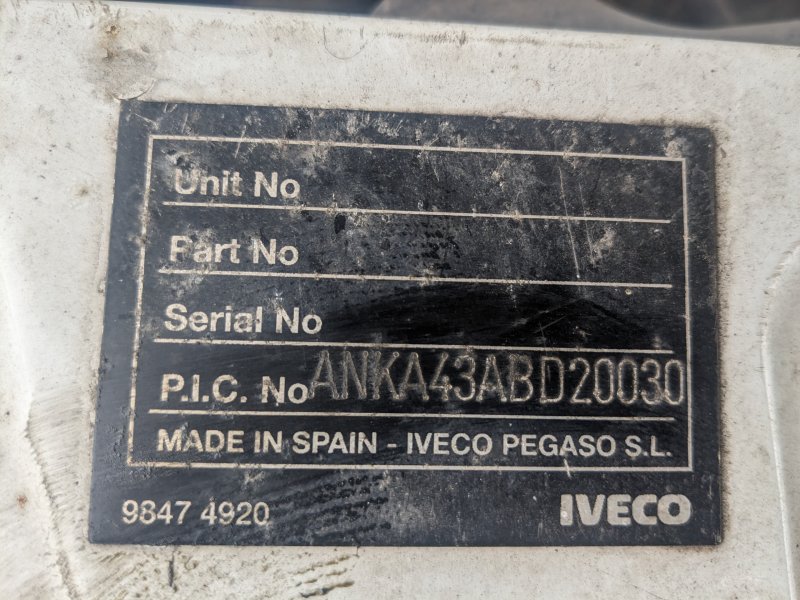 Unit No
Part No
Serial No
P.I.C. No ANKA43ABD20030
MADE IN SPAIN - IVECO PEGASO S.L.
9847 4920 IVECO